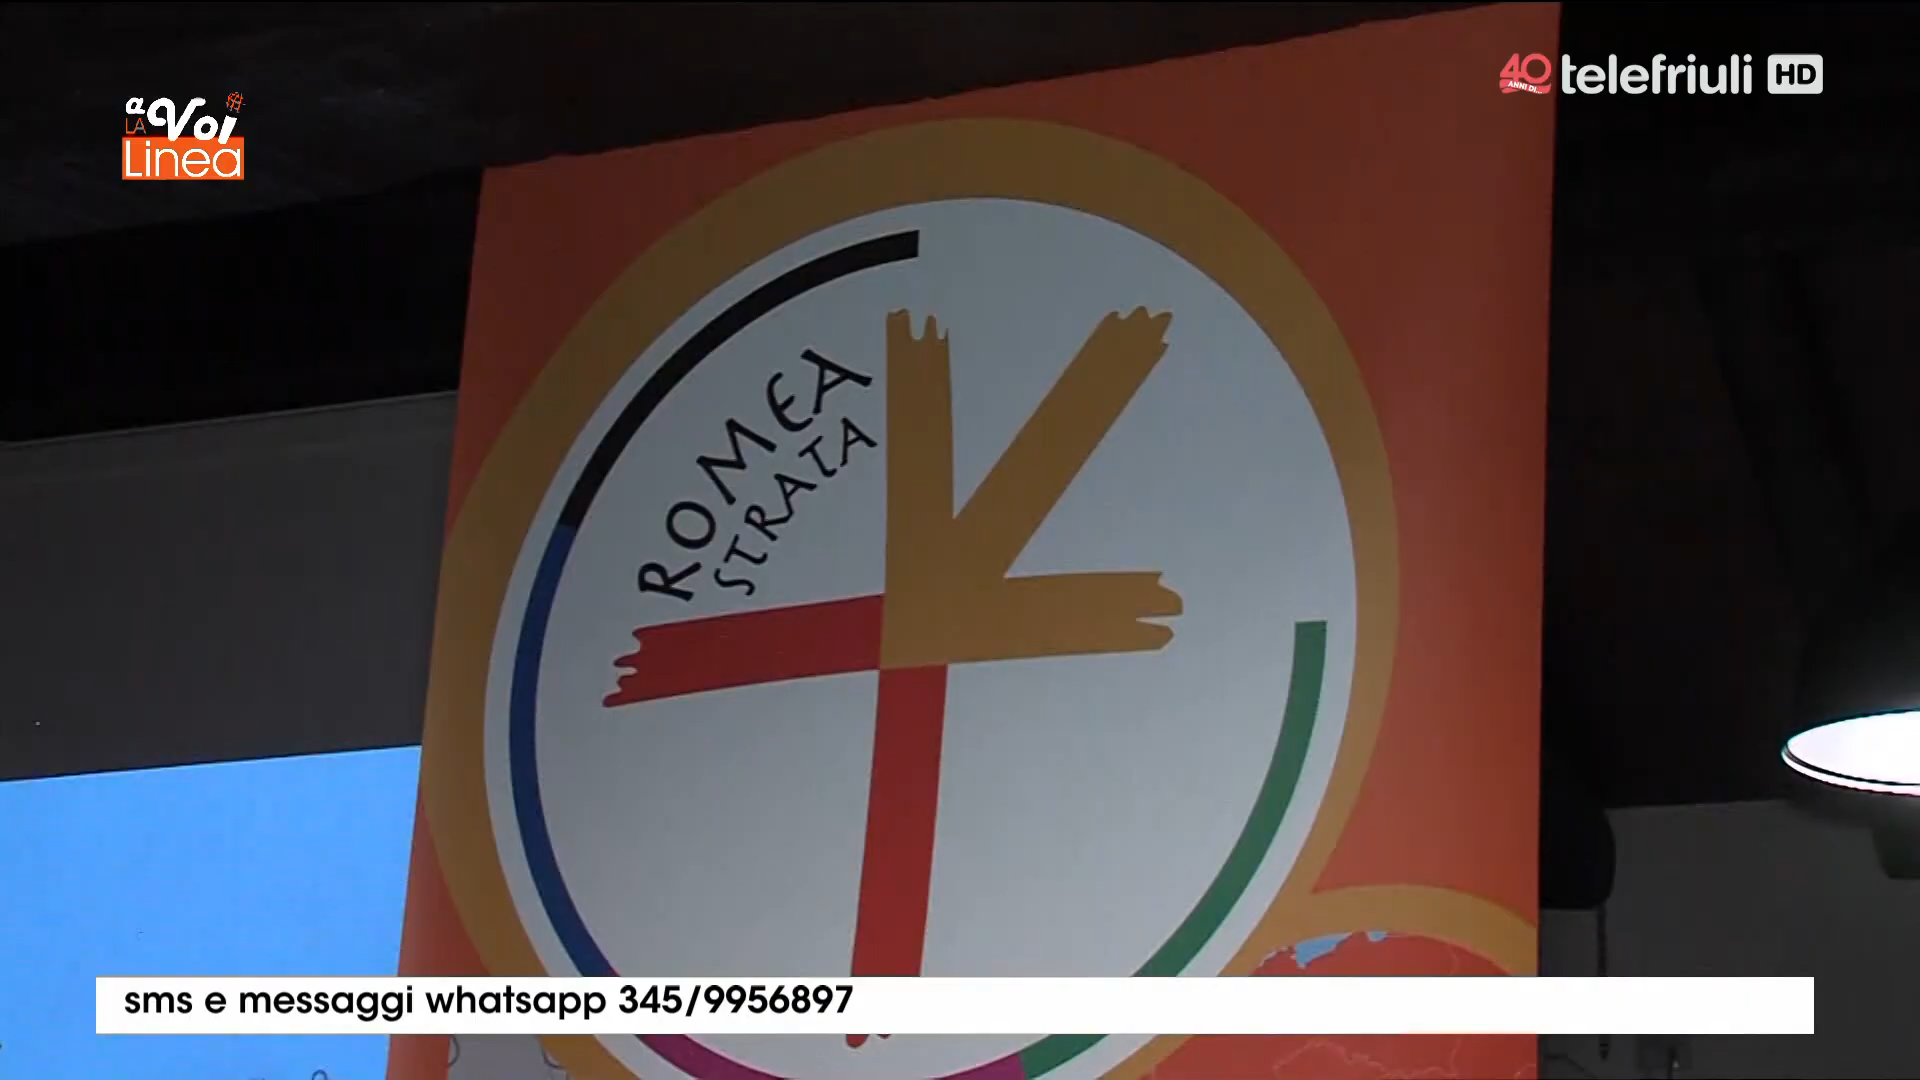 a
LA Voi
Linea
40
ANNI DI...
telefriuli HD
ROMEA
STRATA
sms e messaggi whatsapp 345/9956897